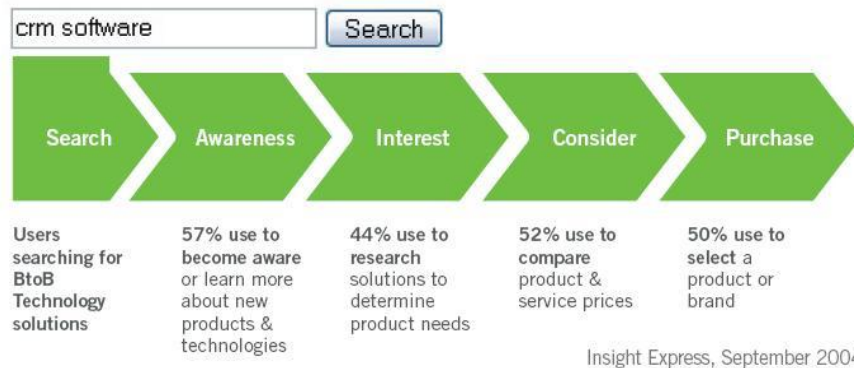 crm software
Search
Search
Awareness
Interest
Consider
Purchase
Users
searching for
BtoB
Technology
solutions
57% use to
become aware
or learn more
about new
products &
technologies
44% use to
research
solutions to
determine
product needs
52% use to
compare
product &
service prices
50% use to
select a
product or
brand
Insight Express, September 2004